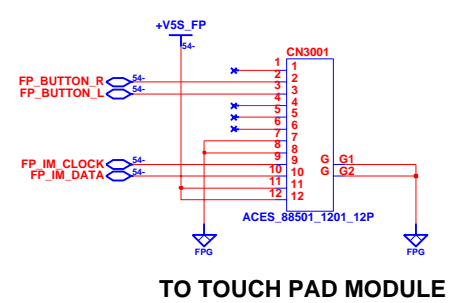 +V5S_FP
54-
CN3001
1 1
2 2
FP_BUTTON_R 54- 3 3
FP_BUTTON_L 54- 4 4
5 5
6 6
7 7
8 8
FP_IM_CLOCK 54- 9 9 G G1
FP_IM_DATA 54- 10 10 G G2
11 11
12 12
ACES_88501_1201_12P
FPG FPG
TO TOUCH PAD MODULE